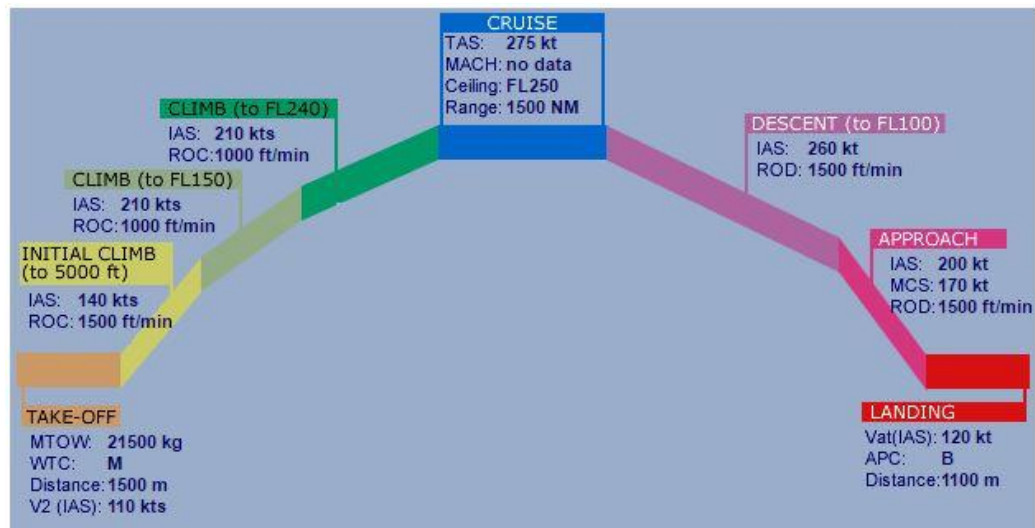 CRUISE
TAS: 275 kt
MACH: no data
Ceiling: FL250
Range: 1500 NM
CLIMB (to FL240)
IAS: 210 kts
ROC: 1000 ft/min
CLIMB (to FL150)
IAS: 210 kts
ROC: 1000 ft/min
INITIAL CLIMB
(to 5000 ft)
IAS: 140 kts
ROC: 1500 ft/min
TAKE-OFF
MTOW: 21500 kg
WTC: M
Distance: 1500 m
V2 (IAS): 110 kts
DESCENT (to FL100)
IAS: 260 kt
ROD: 1500 ft/min
APPROACH
IAS: 200 kt
MCS: 170 kt
ROD: 1500 ft/min
LANDING
Vat(IAS): 120 kt
APC: B
Distance: 1100 m